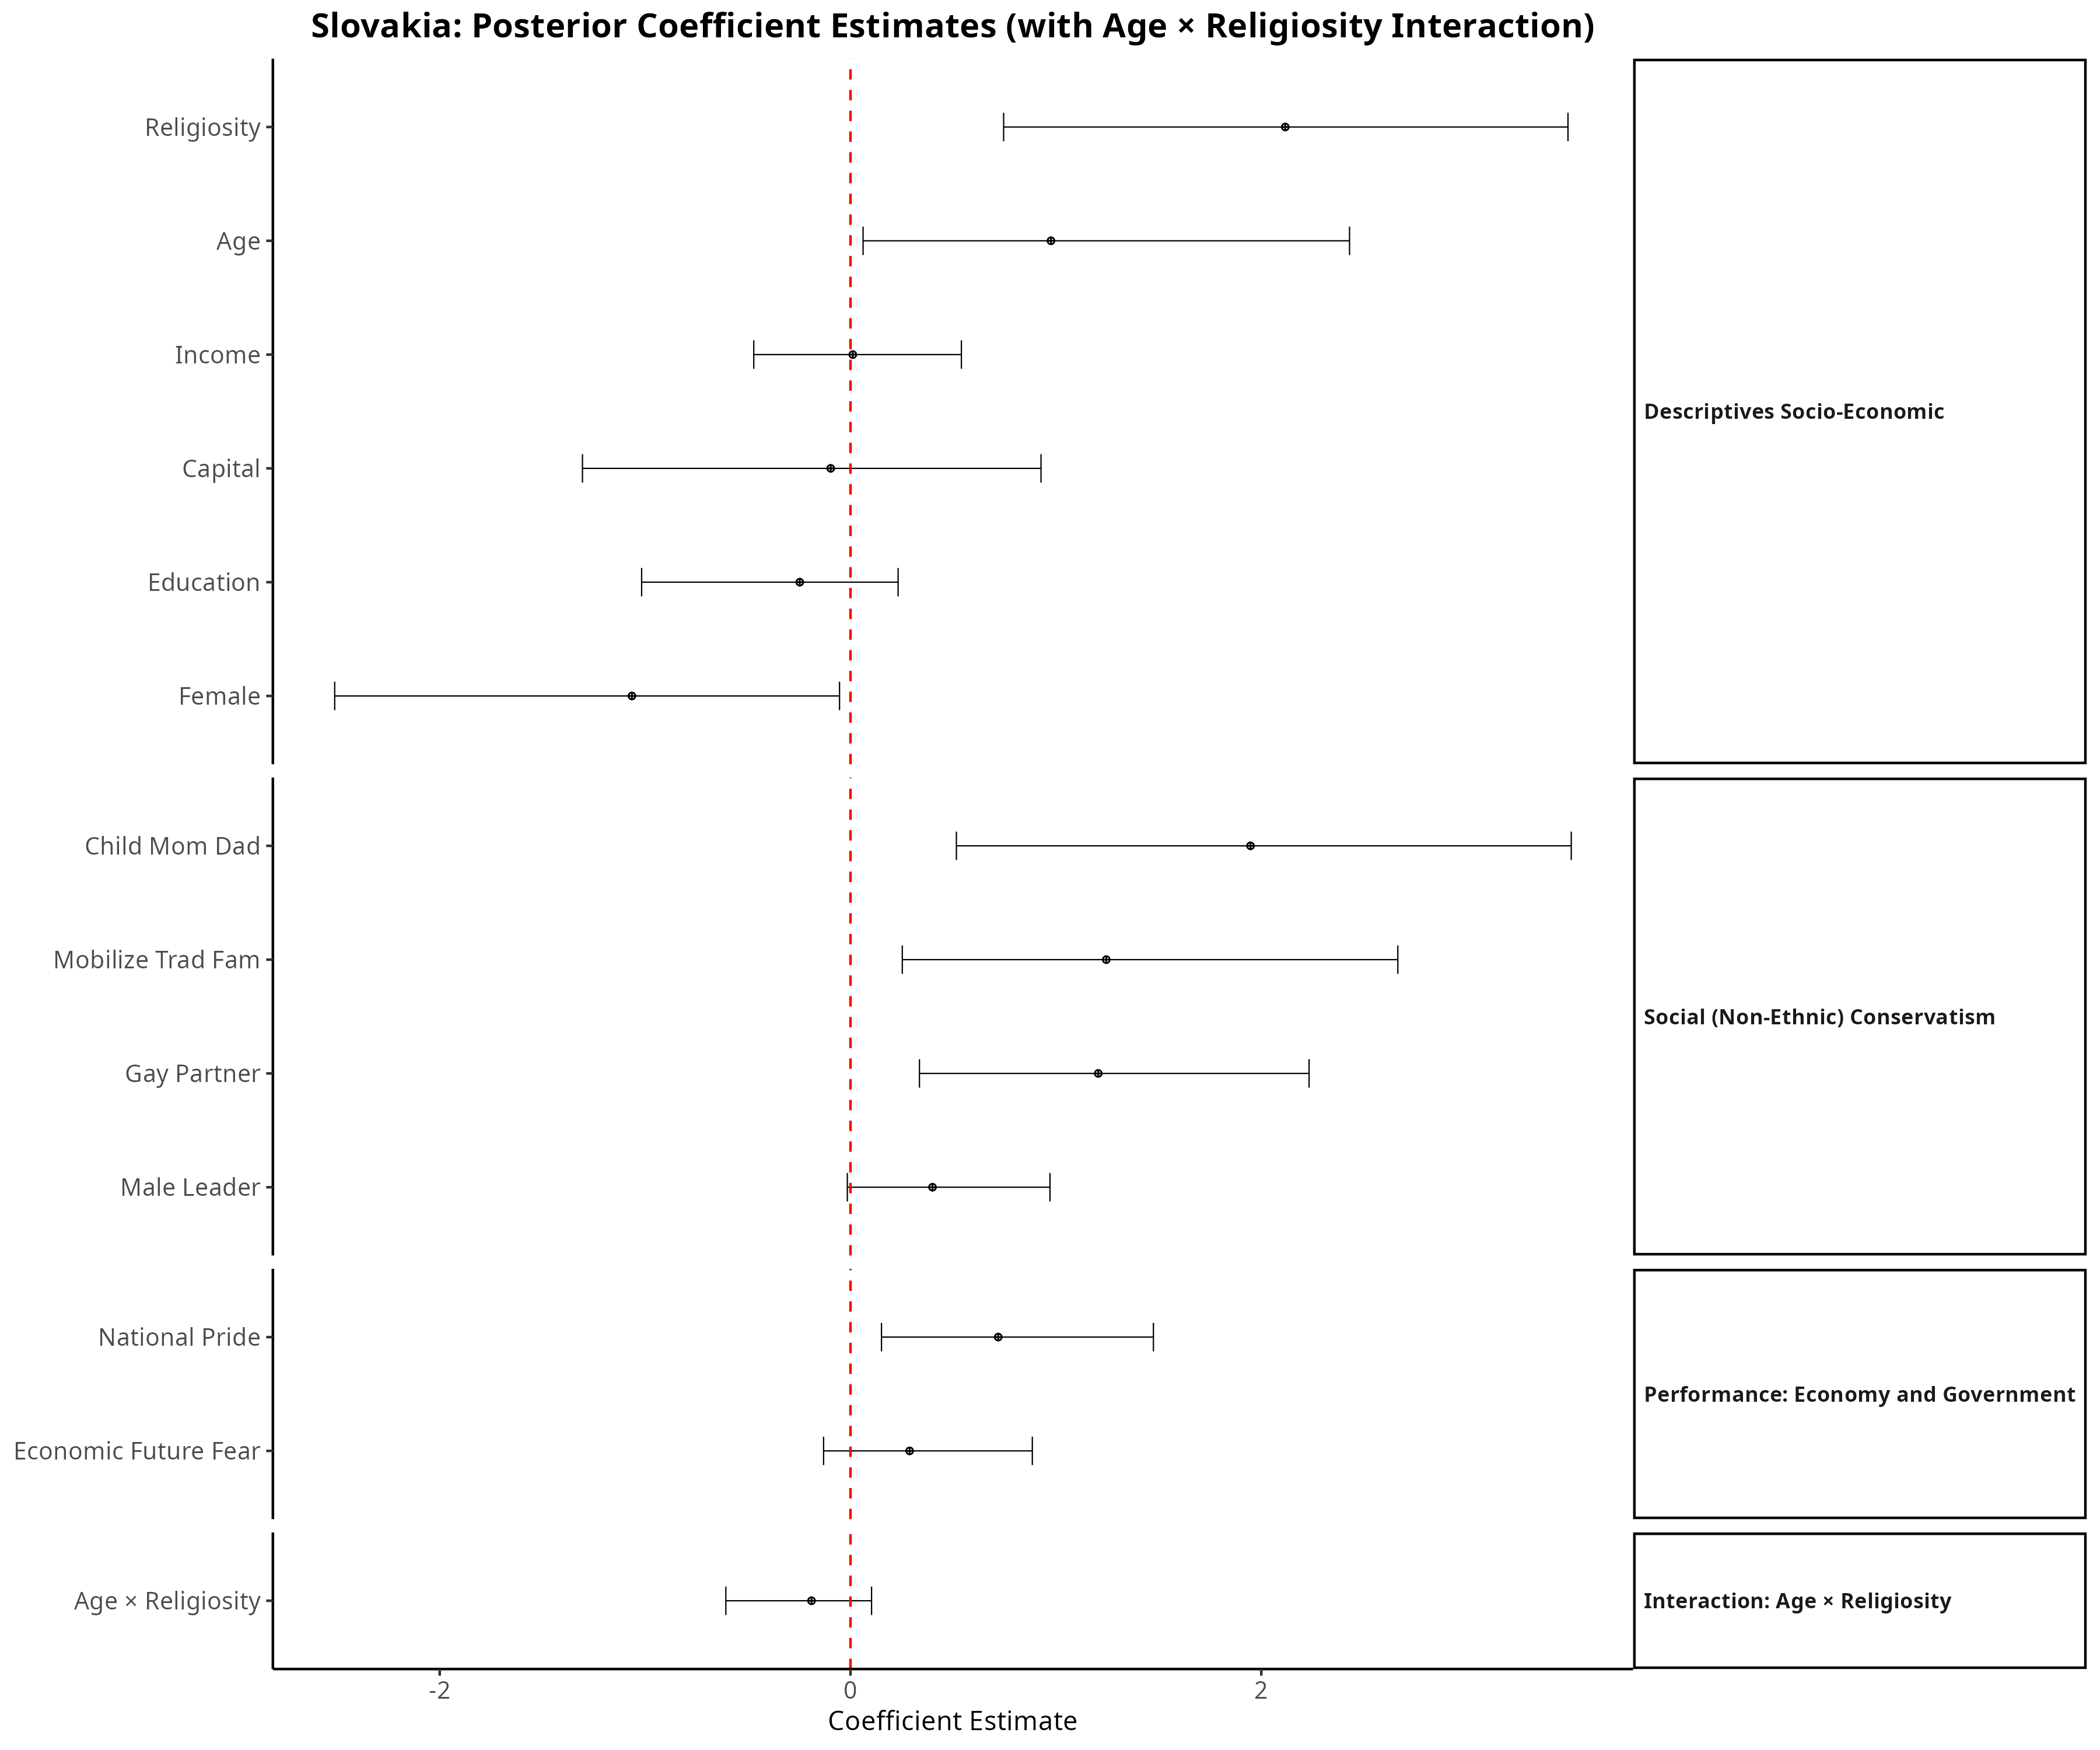 Slovakia: Posterior Coefficient Estimates (with Age × Religiosity Interaction)
Religiosity
Age
Income
Capital
Education
Female
Descriptives Socio-Economic
Child Mom Dad
Mobilize Trad Fam
Gay Partner
Male Leader
Social (Non-Ethnic) Conservatism
National Pride
Economic Future Fear
Performance: Economy and Government
Age × Religiosity
Interaction: Age × Religiosity
-2 0 2
Coefficient Estimate